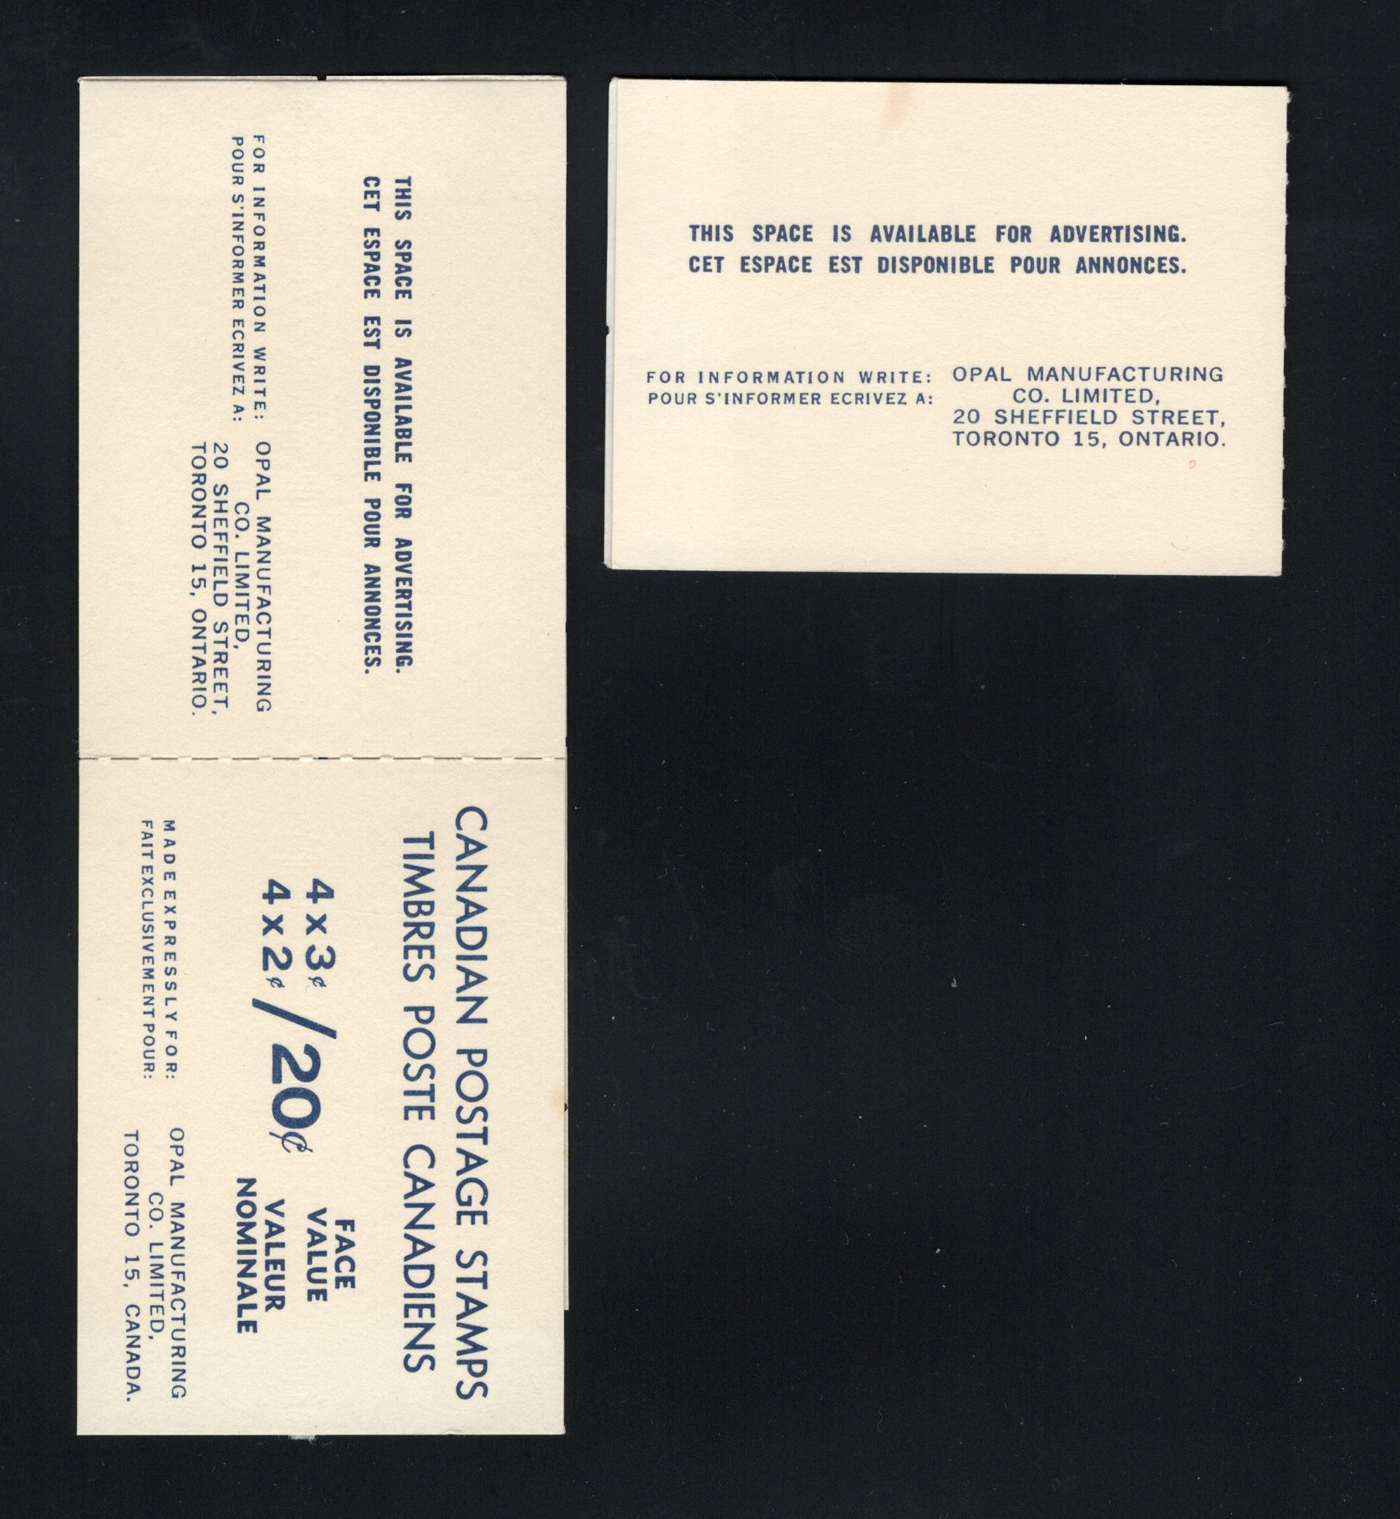 THIS SPACE IS AVAILABLE FOR ADVERTISING.
CET ESPACE EST DISPONIBLE POUR ANNONCES.
FOR INFORMATION WRITE: OPAL MANUFACTURING
POUR S'INFORMER ECRIVEZ A: CO. LIMITED,
20 SHEFFIELD STREET,
TORONTO 15, ONTARIO.
CANADIAN POSTAGE STAMPS
TIMBRES POSTE CANADIENS
4 x 3¢
4 x 2¢ / 20¢
FACE
VALUE
VALEUR
NOMINALE
MADE EXPRESSLY FOR: OPAL MANUFACTURING
FAIT EXCLUSIVEMENT POUR: CO. LIMITED,
TORONTO 15, CANADA.
THIS SPACE IS AVAILABLE FOR ADVERTISING.
CET ESPACE EST DISPONIBLE POUR ANNONCES.
FOR INFORMATION WRITE: OPAL MANUFACTURING
POUR S'INFORMER ECRIVEZ A: CO. LIMITED,
20 SHEFFIELD STREET,
TORONTO 15, ONTARIO.